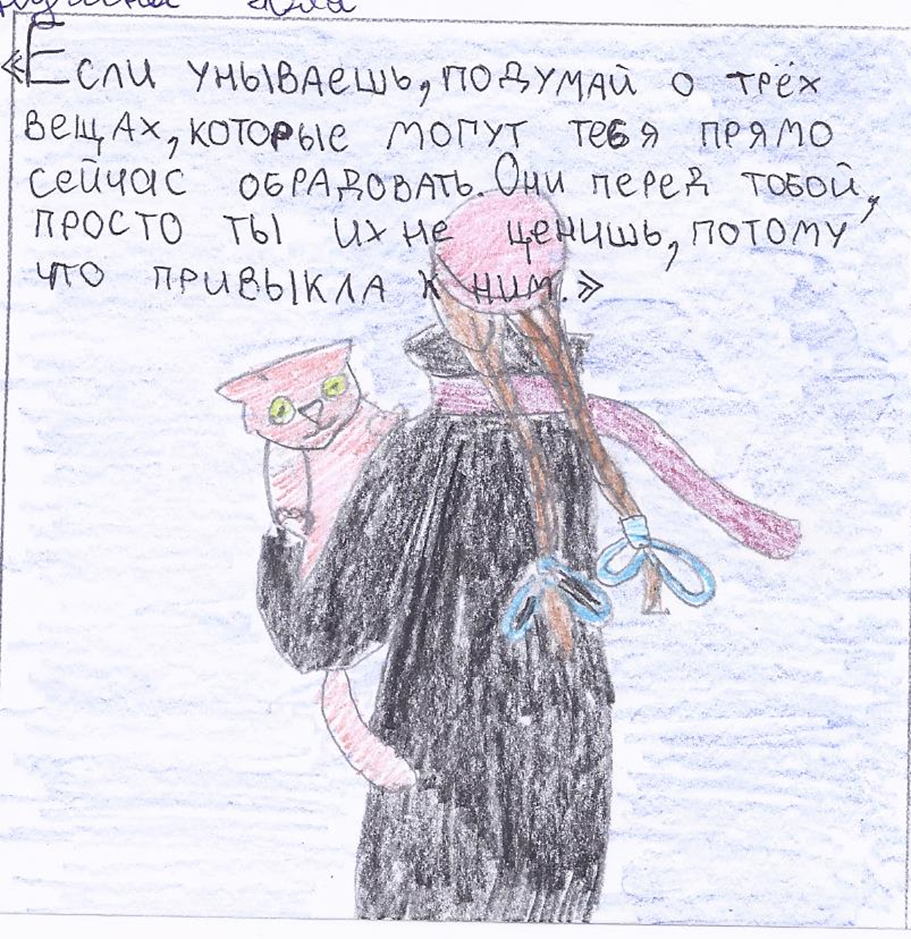 «Если унываешь, подумай о трёх
вещах, которые могут тебя прямо
сейчас обрадовать. Они перед тобой,
просто ты их не ценишь, потому
что привыкла к ним.»